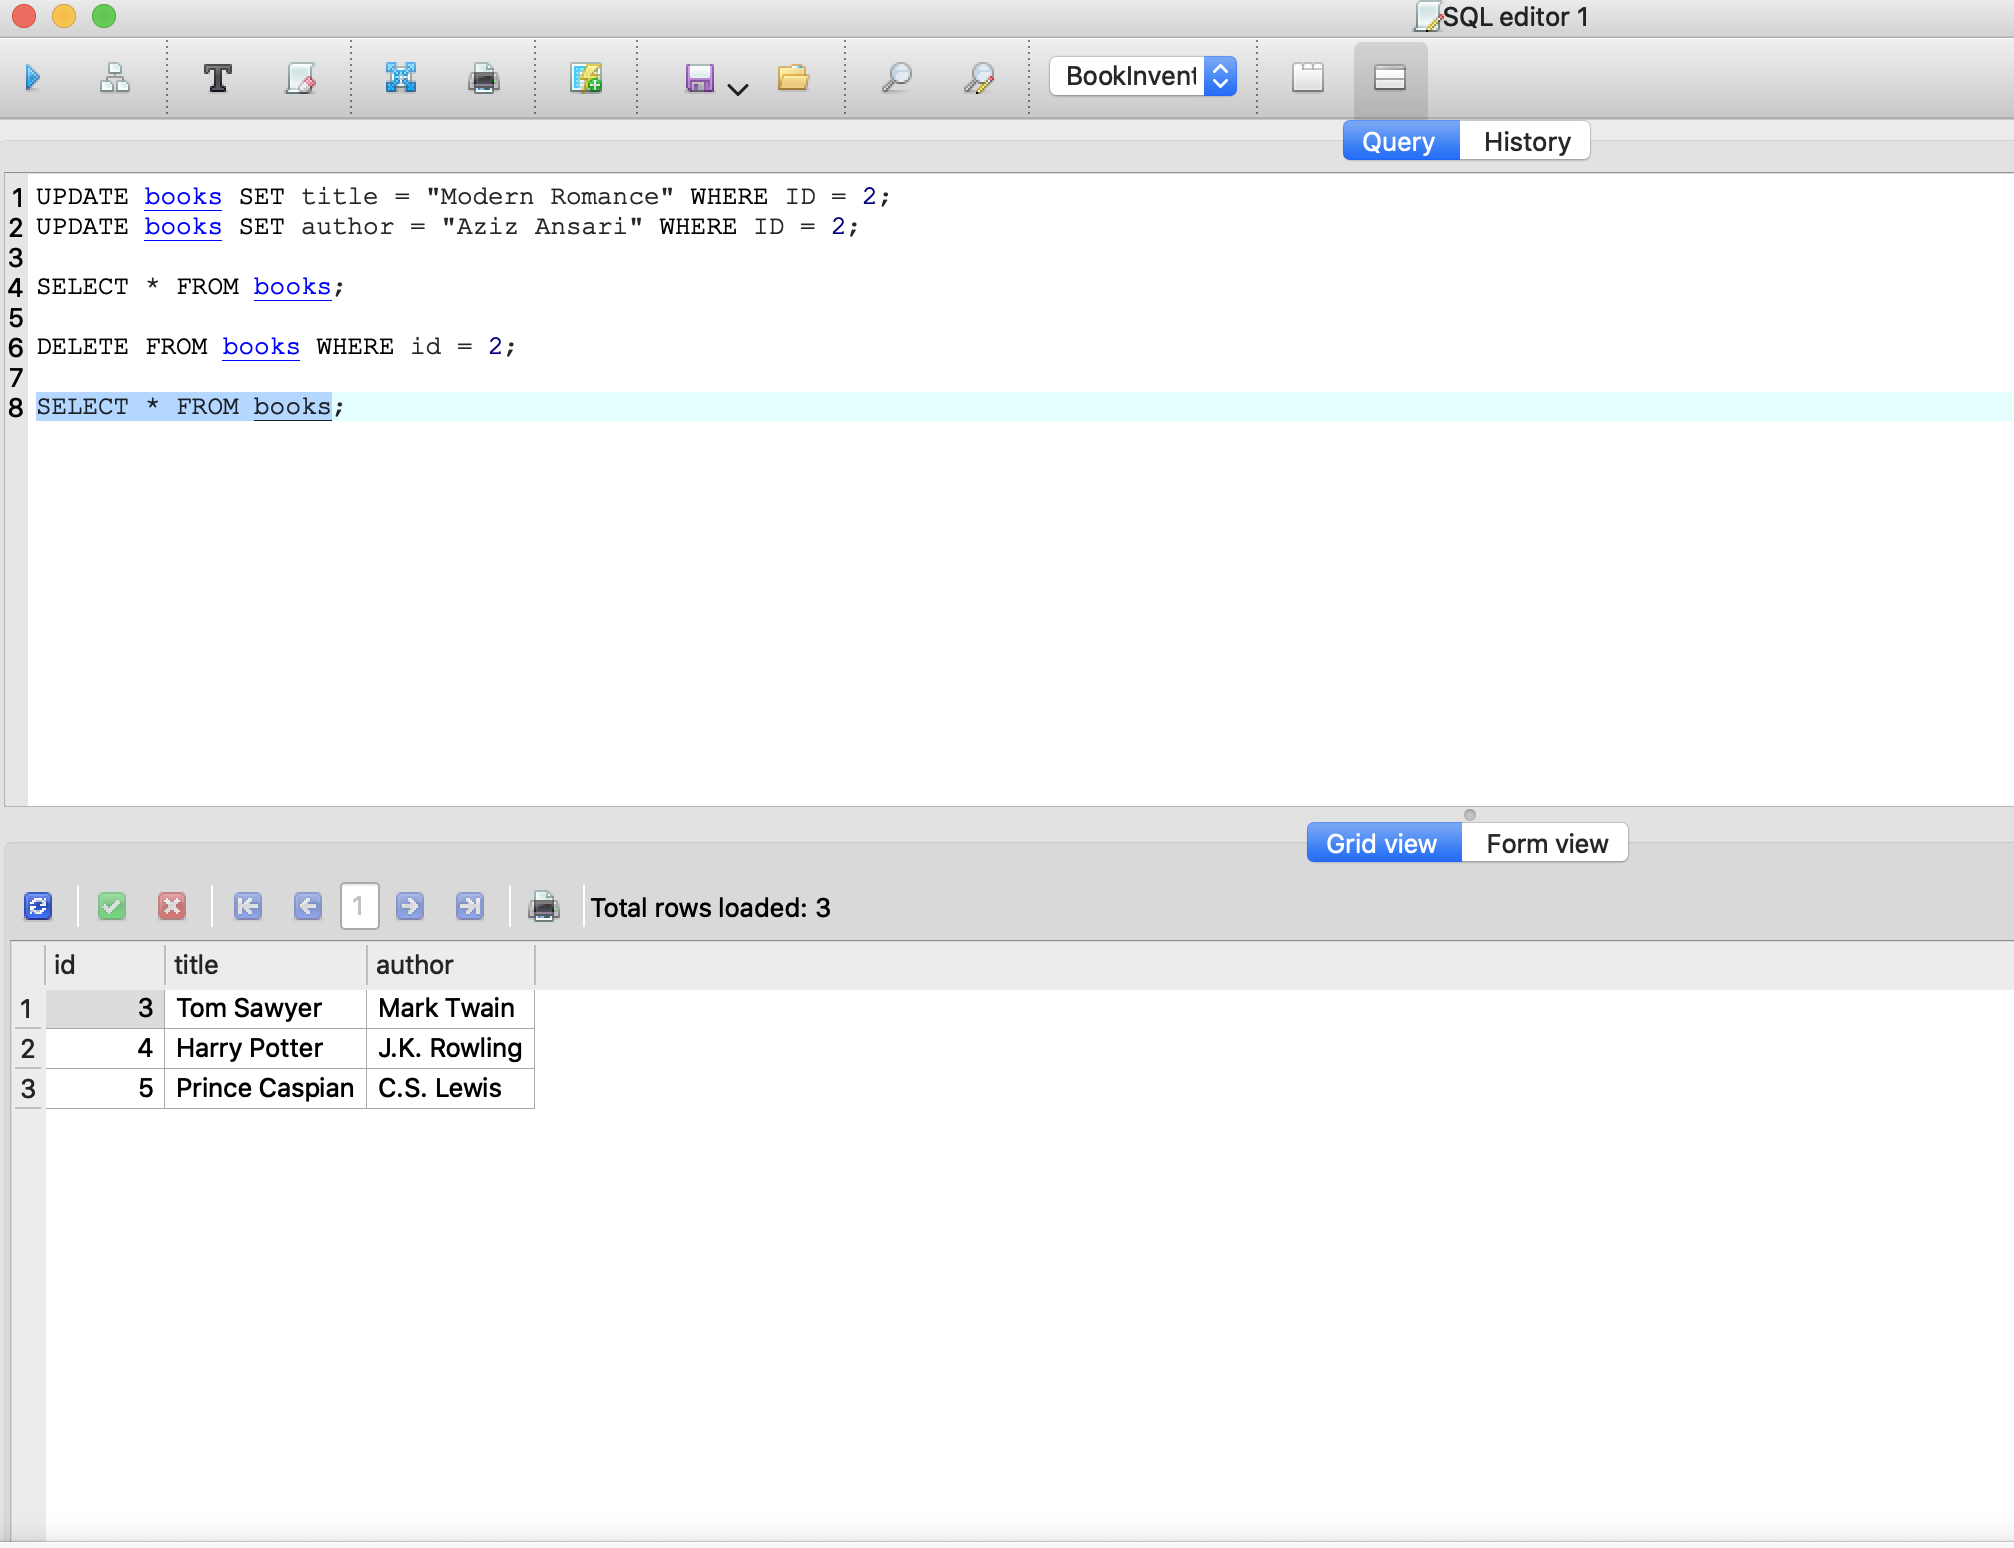 SQL editor 1
T
BookInvent
Query History
1 UPDATE books SET title = "Modern Romance" WHERE ID = 2;
2 UPDATE books SET author = "Aziz Ansari" WHERE ID = 2;
3
4 SELECT * FROM books;
5
6 DELETE FROM books WHERE id = 2;
7
8 SELECT * FROM books;
Grid view Form view
1 Total rows loaded: 3
id title author
1 3 Tom Sawyer Mark Twain
2 4 Harry Potter J.K. Rowling
3 5 Prince Caspian C.S. Lewis